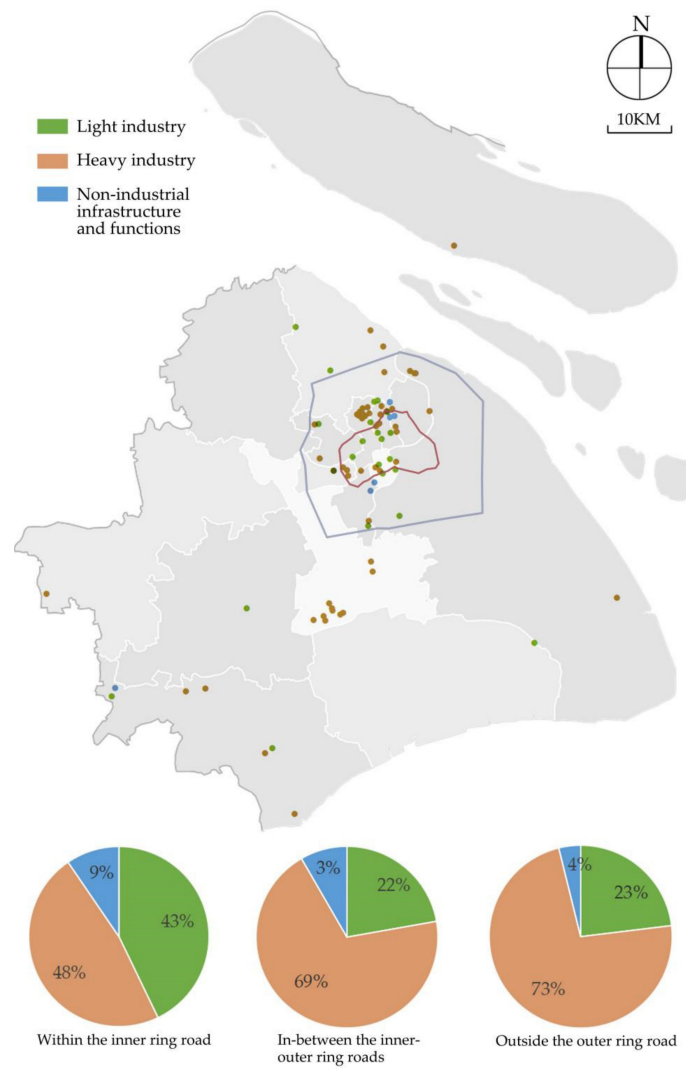 N
10KM
Light industry
Heavy industry
Non-industrial
infrastructure
and functions
9%
43%
48%
Within the inner ring road
3%
22%
69%
In-between the inner-
outer ring roads
4%
23%
73%
Outside the outer ring road